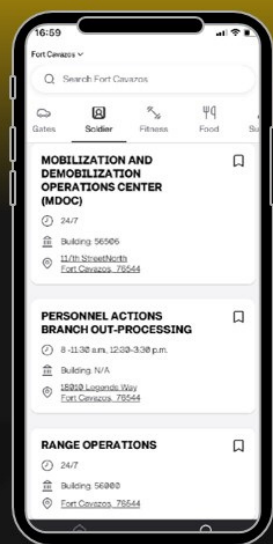 16:59
Fort Cavazos
Search Fort Cavazos
Gates Soldier Fitness Food Su
MOBILIZATION AND
DEMOBILIZATION
OPERATIONS CENTER
(MDOC)
24/7
Building: 56506
11/th StreetNorth
Fort Cavazos, 76544
PERSONNEL ACTIONS
BRANCH OUT-PROCESSING
8 -11:30 a.m., 12:30-3:30 p.m.
Building: N/A
18010 Legends Way
Fort Cavazos, 76544
RANGE OPERATIONS
24/7
Building: 56000
Fort Cavazos, 76544